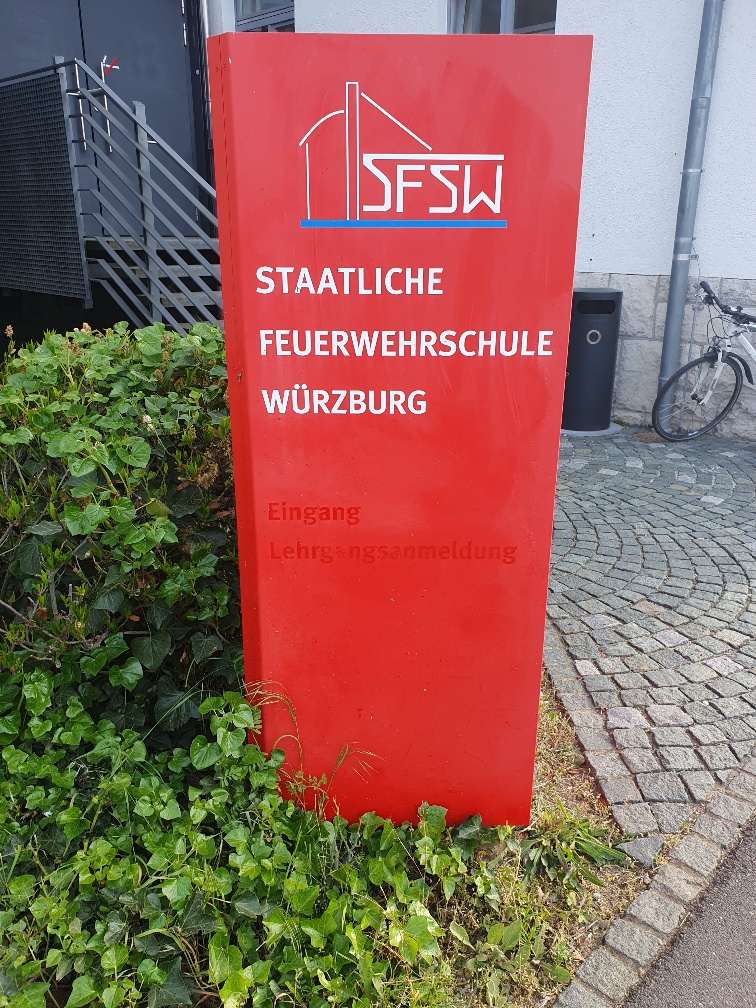 SFSW
STAATLICHE
FEUERWEHRSCHULE
WÜRZBURG
Eingang
Lehrgangsanmeldung